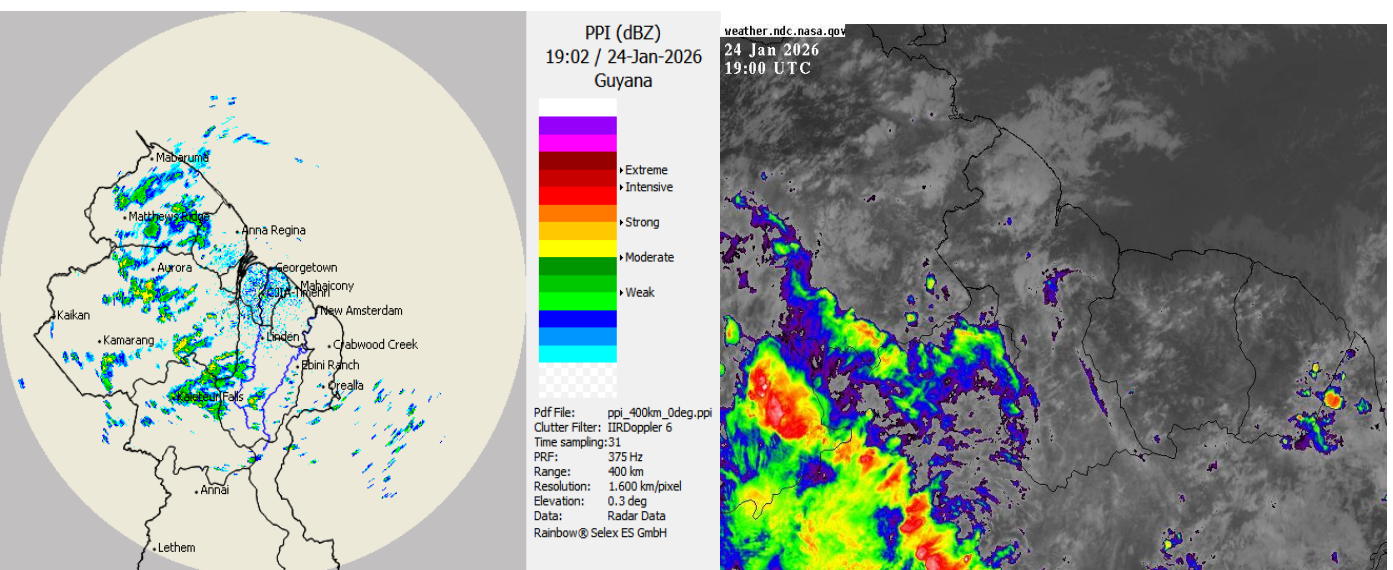 PPI (dBZ)
19:02 / 24-Jan-2026
Guyana
Extreme
Intensive
Strong
Moderate
Weak
Pdf File: ppi_400km_0deg.ppi
Clutter Filter: IIRDoppler 6
Time sampling:31
PRF: 375 Hz
Range: 400 km
Resolution: 1.600 km/pixel
Elevation: 0.3 deg
Data: Radar Data
Rainbow® Selex ES GmbH
Mabaruma
Matthews Ridge
Anna Regina
Aurora
Georgetown
Mahaicony
CJIA-Timehri
Kaikan
New Amsterdam
Linden
Kamarang
Crabwood Creek
Ebini Ranch
Orealla
Kaieteur Falls
Annai
Lethem
weather.ndc.nasa.gov
24 Jan 2026
19:00 UTC